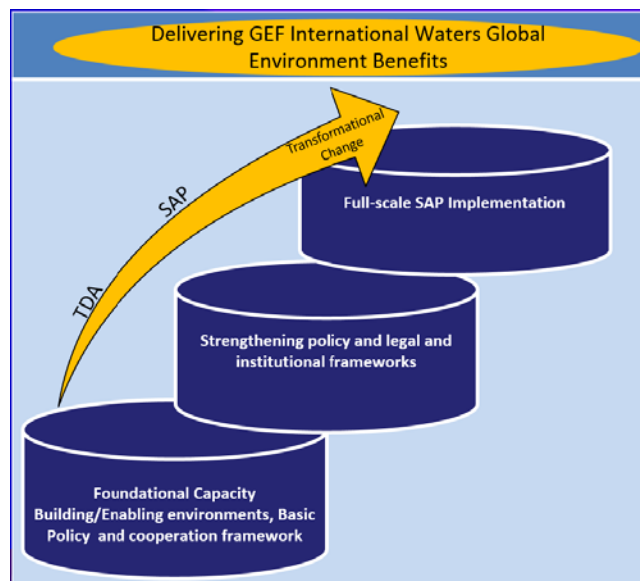 Delivering GEF International Waters Global
Environment Benefits
Transformational
Change
SAP
TDA
Full-scale SAP Implementation
Strengthening policy and legal and
institutional frameworks
Foundational Capacity
Building/Enabling environments, Basic
Policy and cooperation framework